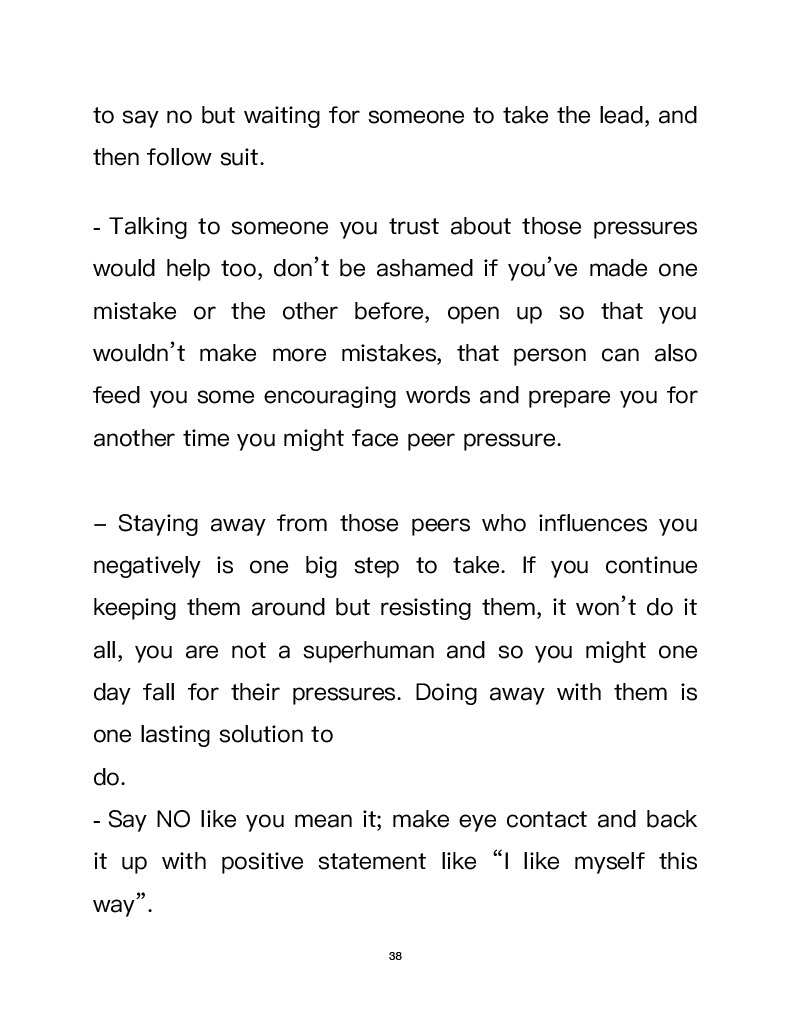 to say no but waiting for someone to take the lead, and
then follow suit.
- Talking to someone you trust about those pressures
would help too, don’t be ashamed if you’ve made one
mistake or the other before, open up so that you
wouldn’t make more mistakes, that person can also
feed you some encouraging words and prepare you for
another time you might face peer pressure.
– Staying away from those peers who influences you
negatively is one big step to take. If you continue
keeping them around but resisting them, it won’t do it
all, you are not a superhuman and so you might one
day fall for their pressures. Doing away with them is
one lasting solution to
do.
- Say NO like you mean it; make eye contact and back
it up with positive statement like “I like myself this
way”.
38